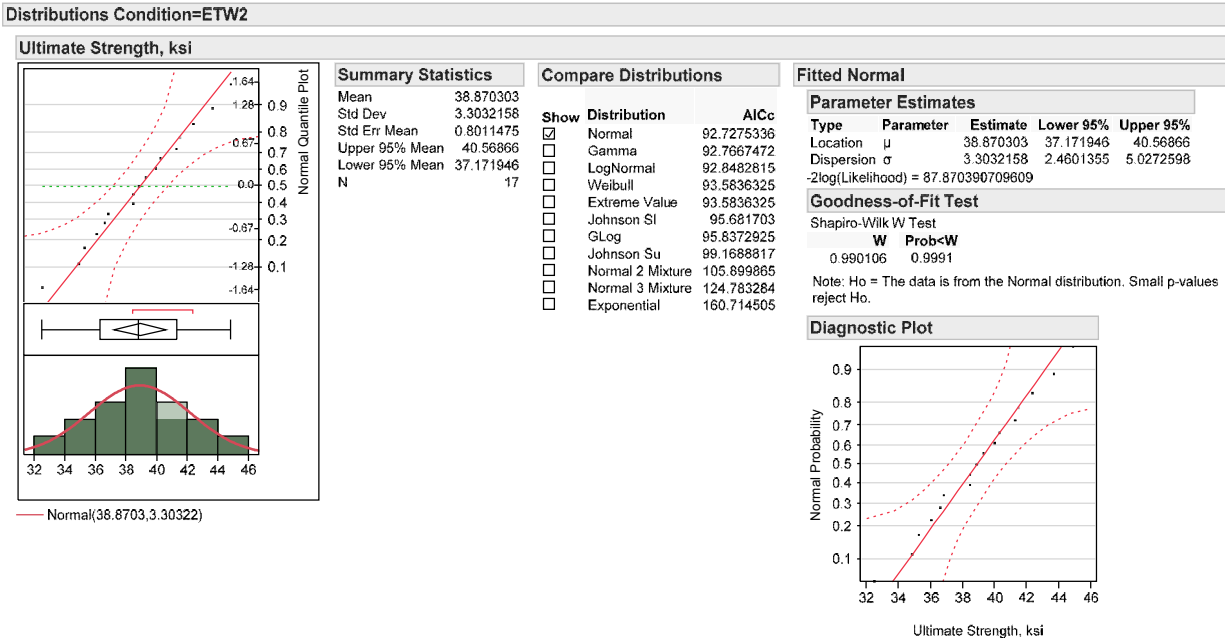 Distributions Condition=ETW2
Ultimate Strength, ksi
1.64
1.28
0.67
0.0
-0.67
-1.28
-1.64
0.9
0.8
0.7
0.6
0.5
0.4
0.3
0.2
0.1
Normal Quantile Plot
32 34 36 38 40 42 44 46
Normal(38.8703,3.30322)
Summary Statistics
Mean 38.870303
Std Dev 3.3032158
Std Err Mean 0.8011475
Upper 95% Mean 40.56866
Lower 95% Mean 37.171946
N 17
Compare Distributions
Show Distribution AICc
Normal 92.7275336
Gamma 92.7667472
LogNormal 92.8482815
Weibull 93.5836325
Extreme Value 93.5836325
Johnson Sl 95.681703
GLog 95.8372925
Johnson Su 99.1688817
Normal 2 Mixture 105.899865
Normal 3 Mixture 124.783284
Exponential 160.714505
Fitted Normal
Parameter Estimates
Type Parameter Estimate Lower 95% Upper 95%
Location μ 38.870303 37.171946 40.56866
Dispersion σ 3.3032158 2.4601355 5.0272598
-2log(Likelihood) = 87.870390709609
Goodness-of-Fit Test
Shapiro-Wilk W Test
W Prob<W
0.990106 0.9991
Note: Ho = The data is from the Normal distribution. Small p-values
reject Ho.
Diagnostic Plot
0.9
0.8
0.7
0.6
0.5
0.4
0.3
0.2
0.1
Normal Probability
32 34 36 38 40 42 44 46
Ultimate Strength, ksi